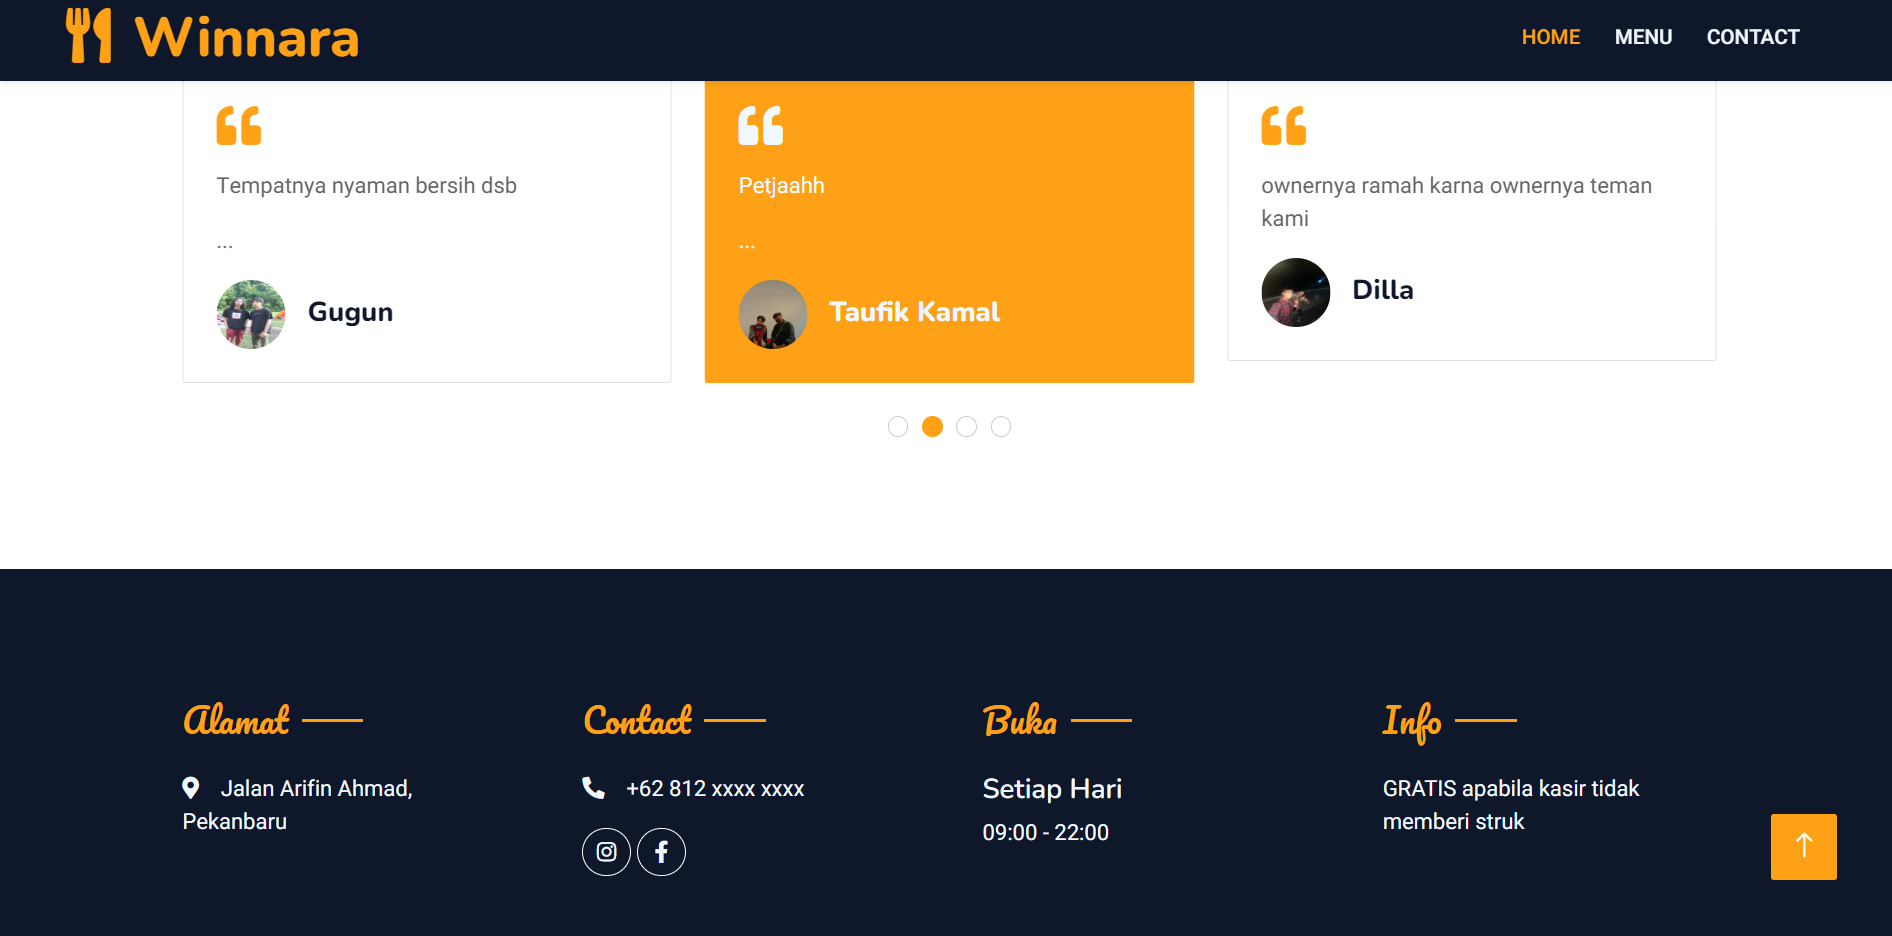 Winnara
HOME MENU CONTACT
Tempatnya nyaman bersih dsb
...
Gugun
Petjaahh
...
Taufik Kamal
ownernya ramah karna ownernya teman
kami
Dilla
Alamat
Jalan Arifin Ahmad,
Pekanbaru
Contact
+62 812 xxxx xxxx
Buka
Setiap Hari
09:00 - 22:00
Info
GRATIS apabila kasir tidak
memberi struk